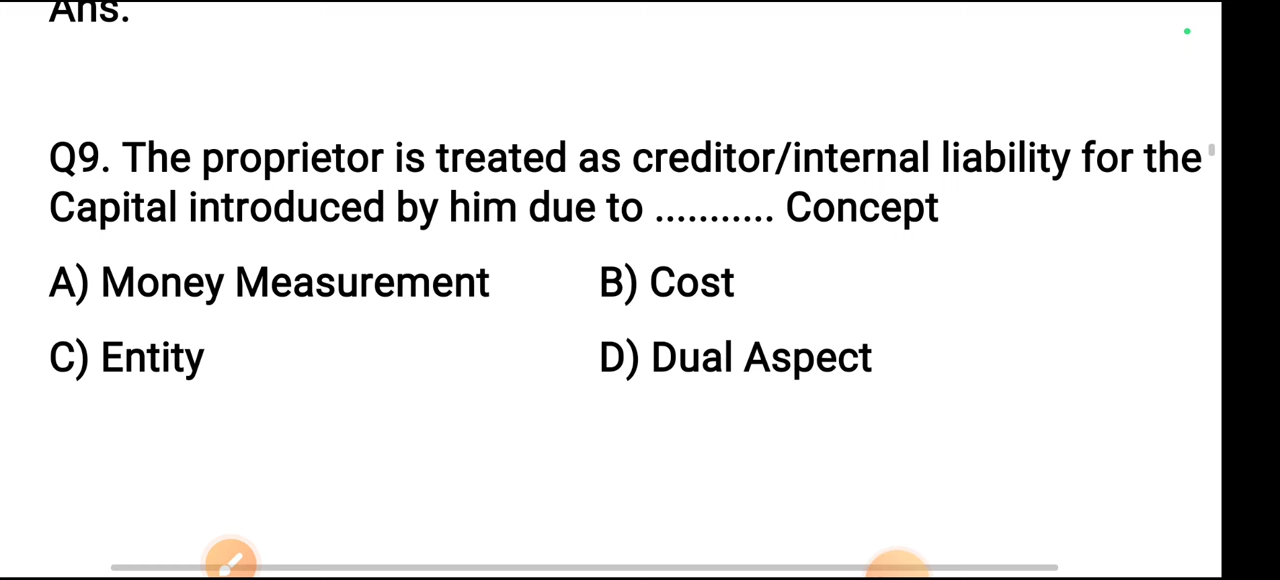 Ans.
Q9. The proprietor is treated as creditor/internal liability for the
Capital introduced by him due to ........... Concept
A) Money Measurement B) Cost
C) Entity D) Dual Aspect